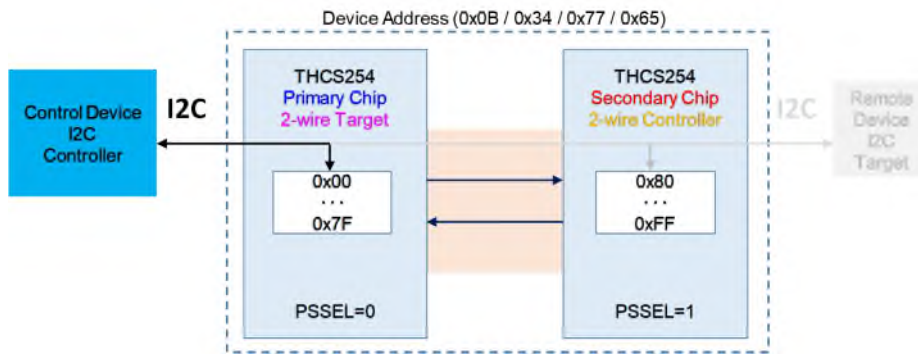 Device Address (0x0B / 0x34 / 0x77 / 0x65)
Control Device
I2C
Controller
I2C
THCS254
Primary Chip
2-wire Target
0x00
...
0x7F
PSSEL=0
THCS254
Secondary Chip
2-wire Controller
0x80
...
0xFF
PSSEL=1
I2C
Remote
Device
I2C
Target